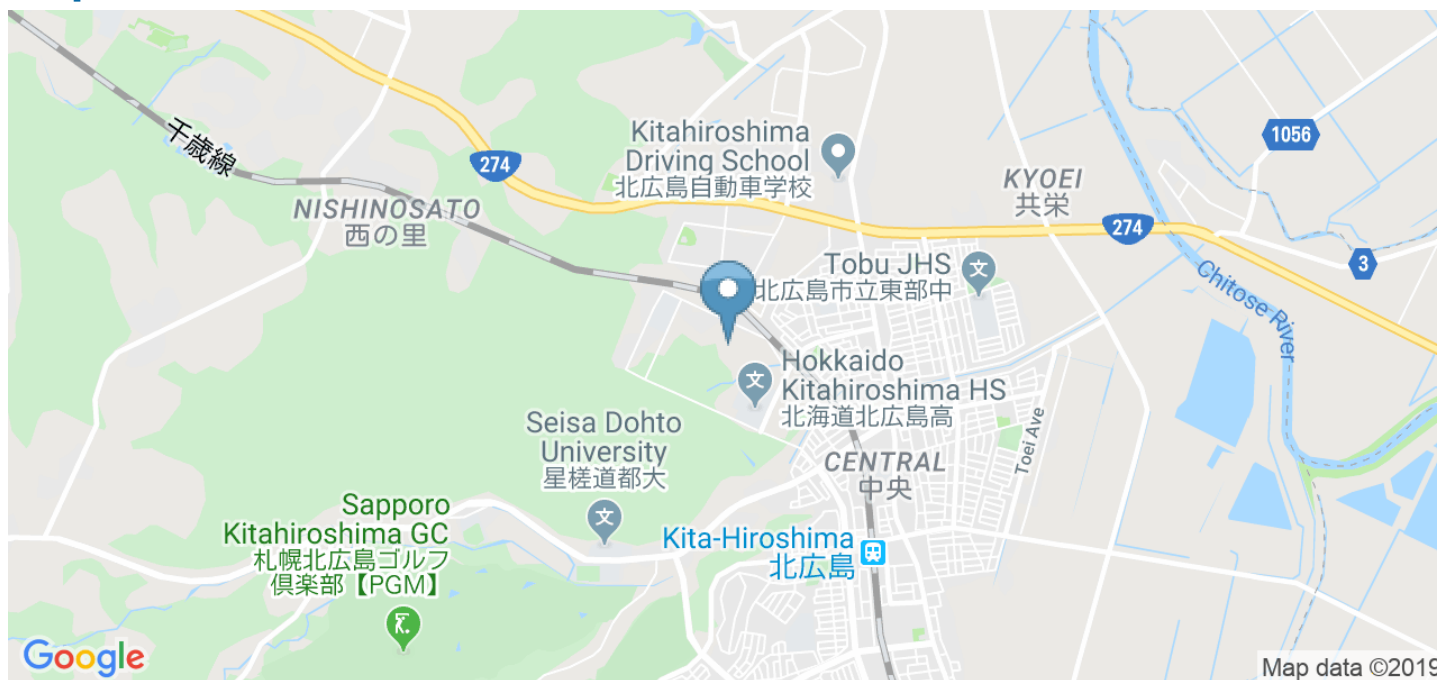 千歳線
274
NISHINOSATO
西の里
Kitahiroshima
Driving School
北広島自動車学校
KYOEI
共栄
1056
274
3
Chitose River
Tobu JHS
文
北広島市立東部中
Hokkaido
Kitahiroshima HS
文
北海道北広島高
Seisa Dohto
University
星槎道都大
文
CENTRAL
中央
Toei Ave
Sapporo
Kitahiroshima GC
札幌北広島ゴルフ
倶楽部【PGM】
Kita-Hiroshima
北広島
Google
Map data ©2019